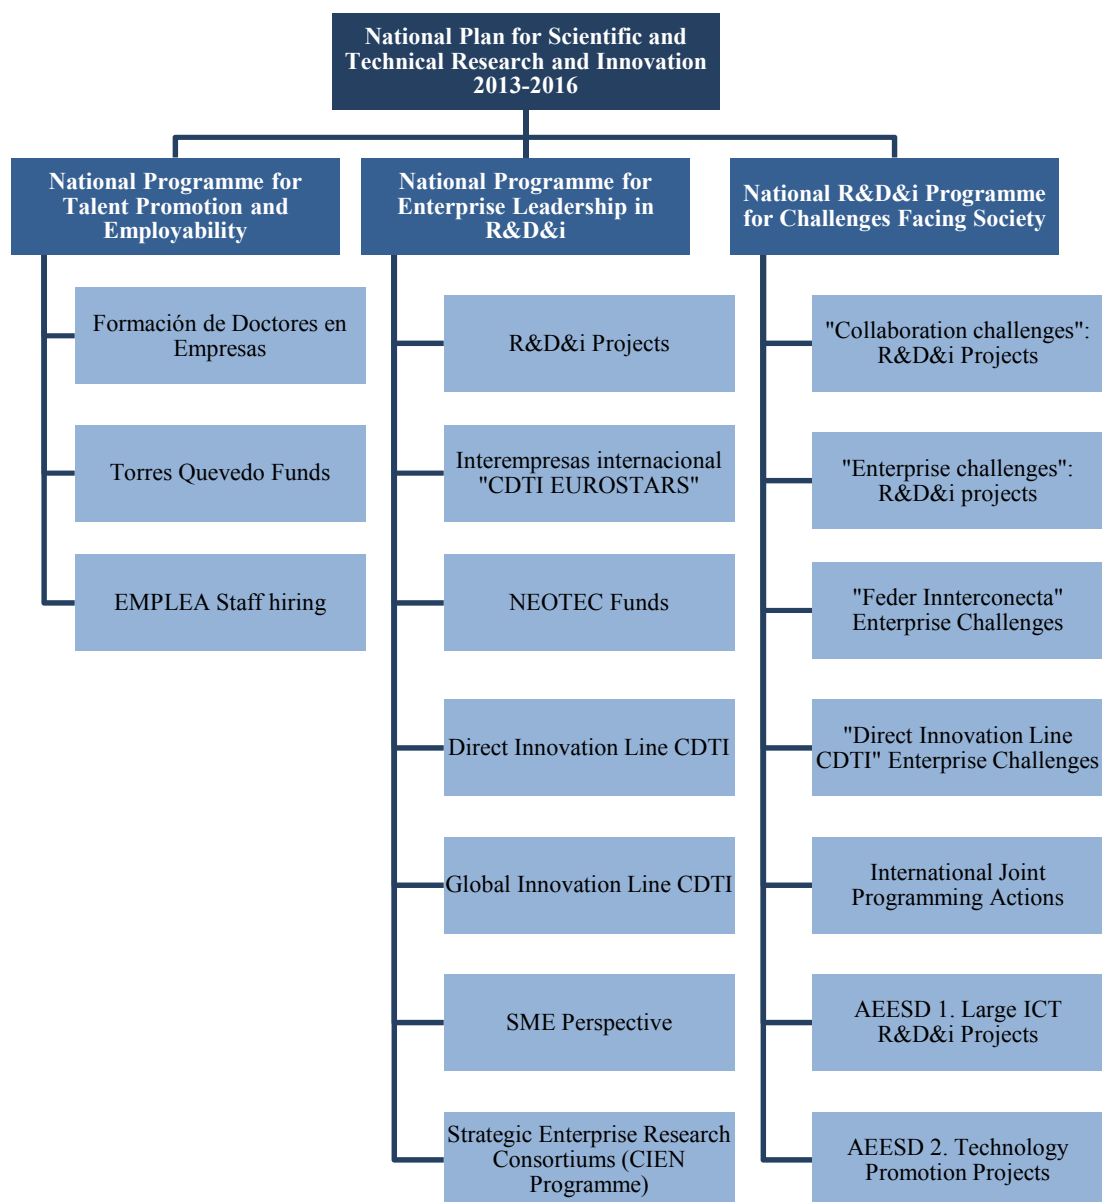 National Plan for Scientific and
Technical Research and Innovation
2013-2016
National Programme for
Talent Promotion and
Employability
Formación de Doctores en
Empresas
Torres Quevedo Funds
EMPLEA Staff hiring
National Programme for
Enterprise Leadership in
R&D&i
R&D&i Projects
Interempresas internacional
"CDTI EUROSTARS"
NEOTEC Funds
Direct Innovation Line CDTI
Global Innovation Line CDTI
SME Perspective
Strategic Enterprise Research
Consortiums (CIEN
Programme)
National R&D&i Programme
for Challenges Facing Society
"Collaboration challenges":
R&D&i Projects
"Enterprise challenges":
R&D&i projects
"Feder Innterconecta"
Enterprise Challenges
"Direct Innovation Line
CDTI" Enterprise Challenges
International Joint
Programming Actions
AEESD 1. Large ICT
R&D&i Projects
AEESD 2. Technology
Promotion Projects